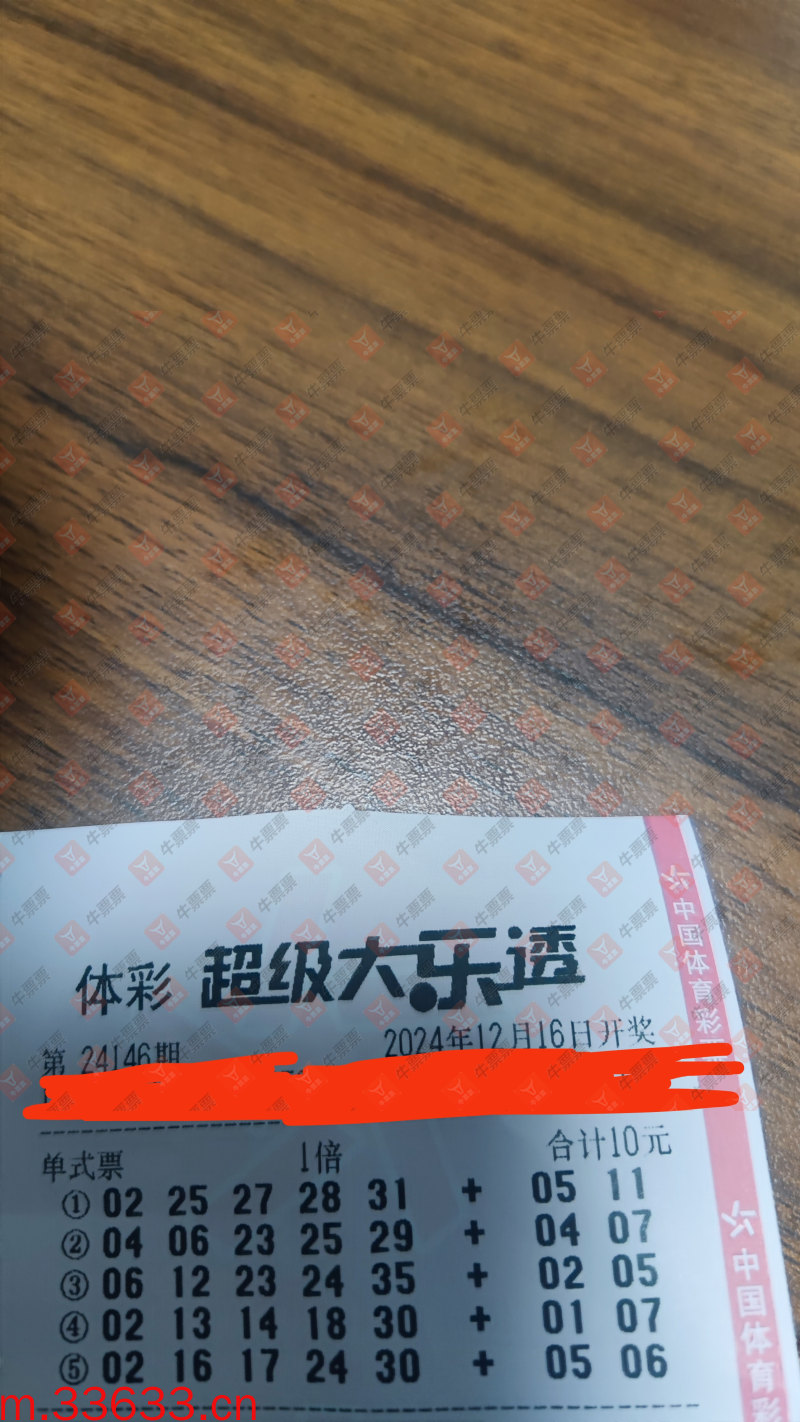 体彩 超级大乐透
第 24146期 2024年12月16日开奖
单式票 1倍 合计10元
① 02 25 27 28 31 + 05 11
② 04 06 23 25 29 + 04 07
③ 06 12 23 24 35 + 02 05
④ 02 13 14 18 30 + 01 07
⑤ 02 16 17 24 30 + 05 06
中国体育彩
中国体育彩
牛票票
m.33633.cn